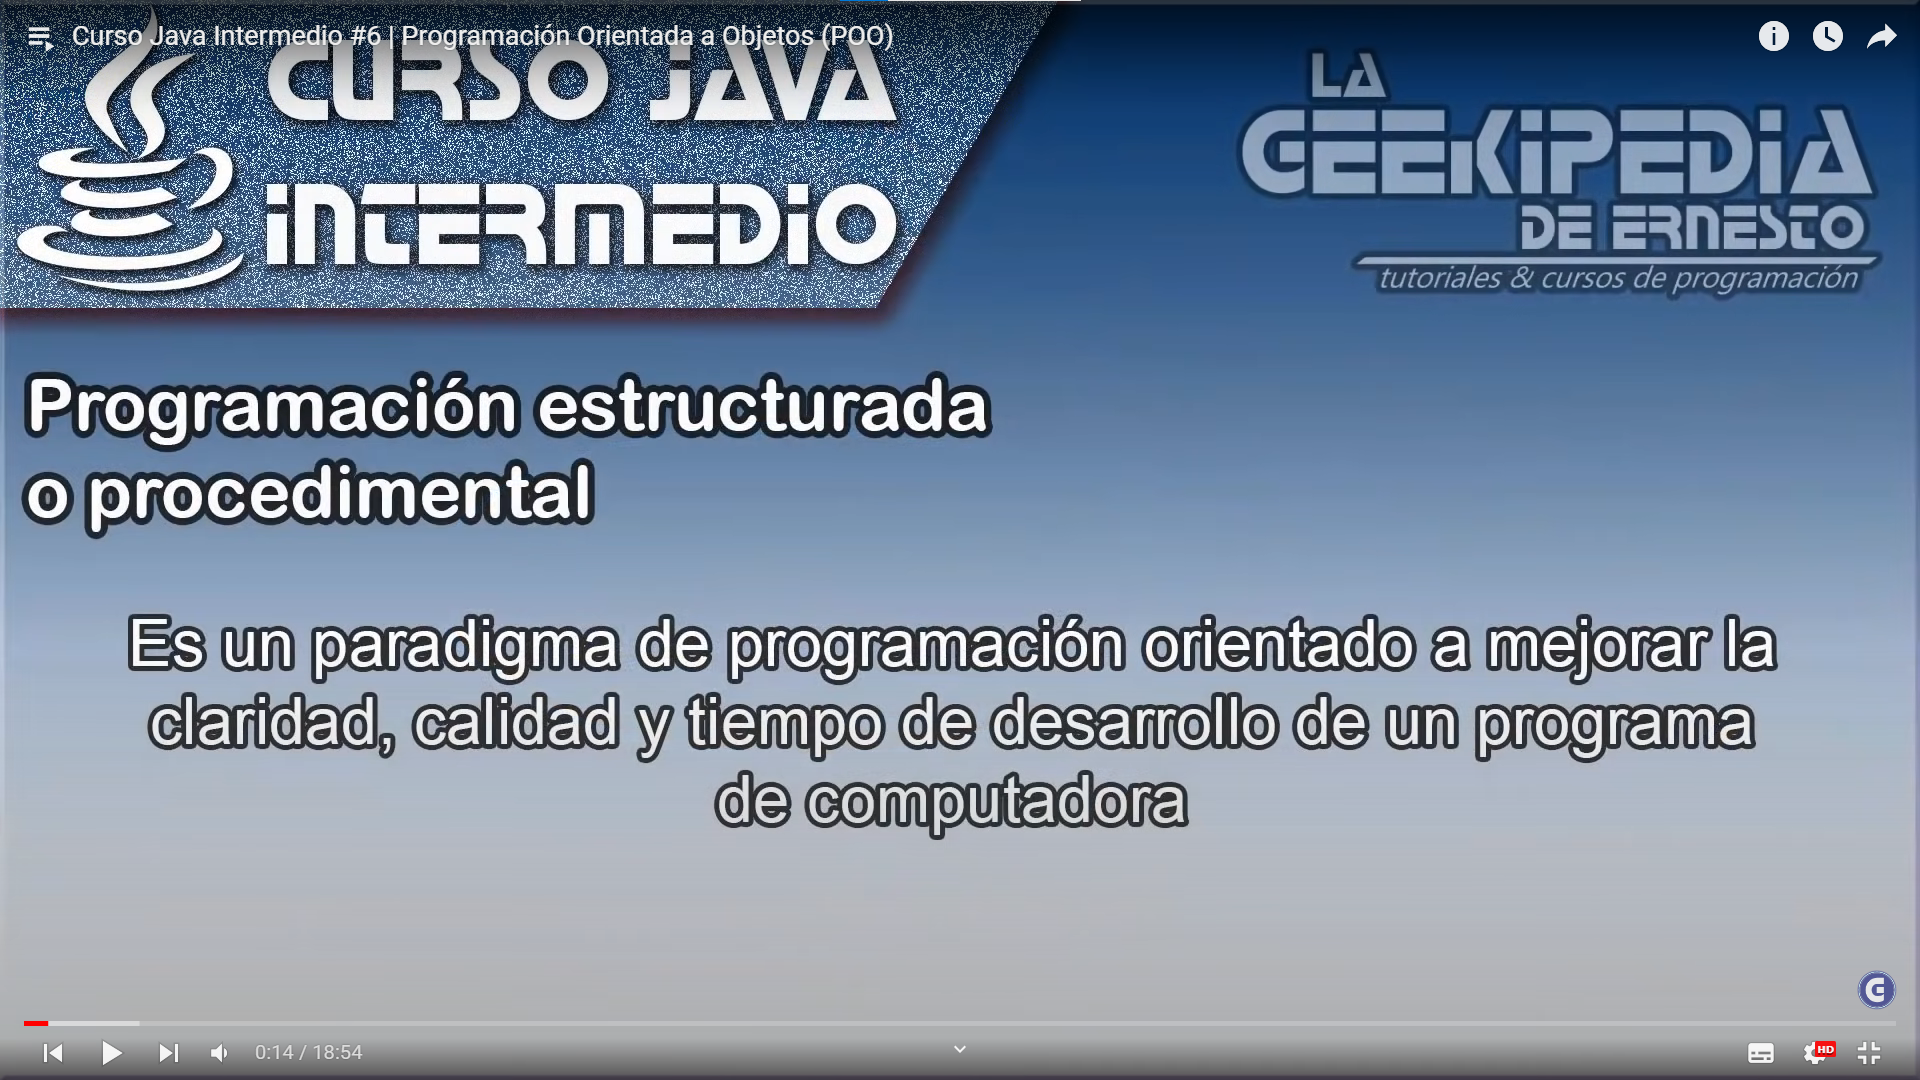 Curso Java Intermedio #6 | Programación Orientada a Objetos (POO)
CURSO JAVA
INTERMEDIO
LA
GEEKIPEDIA
DE ERNESTO
tutoriales & cursos de programación
Programación estructurada
o procedimental
Es un paradigma de programación orientado a mejorar la
claridad, calidad y tiempo de desarrollo de un programa
de computadora
G
0:14 / 18:54
HD